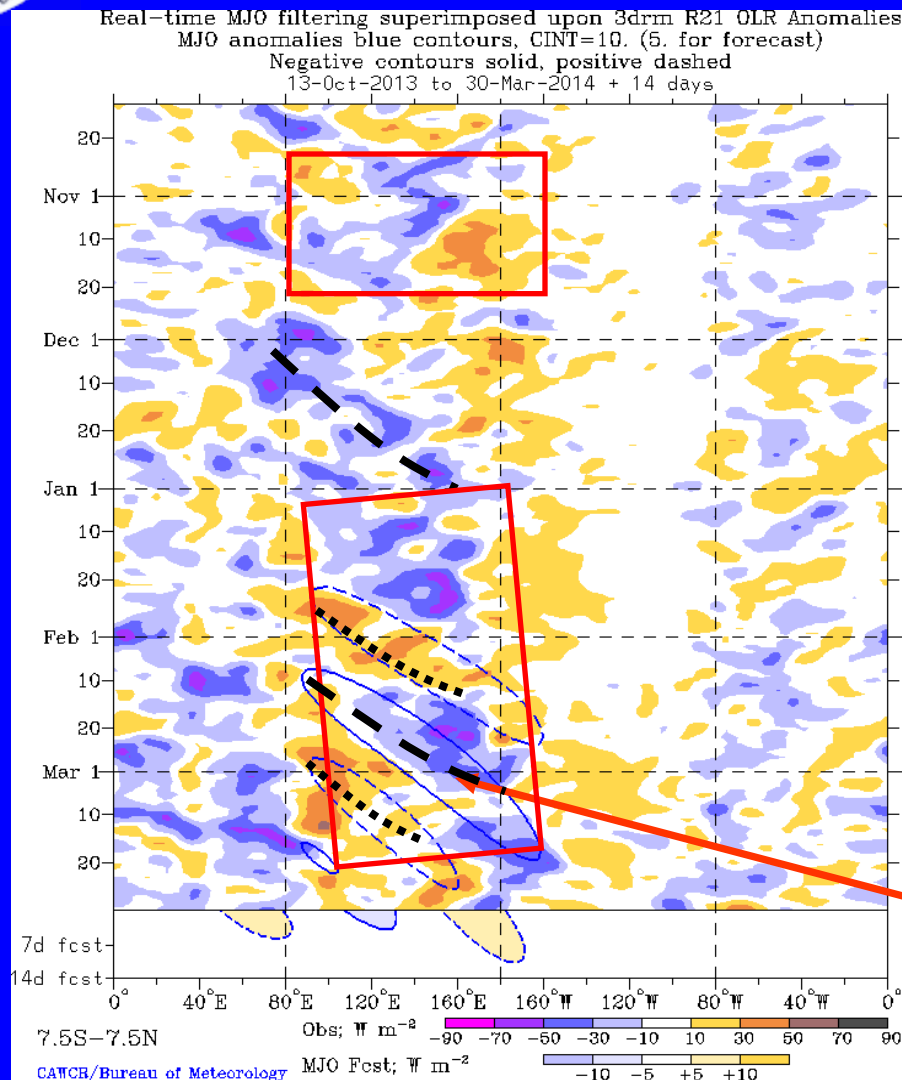 Real-time MJO filtering superimposed upon 3drm R21 OLR Anomalies
MJO anomalies blue contours, CINT=10. (5. for forecast)
Negative contours solid, positive dashed
13-Oct-2013 to 30-Mar-2014 + 14 days
20
Nov 1
10
20
Dec 1
10
20
Jan 1
10
20
Feb 1
10
20
Mar 1
10
20
7d fcst
14d fcst
0° 40°E 80°E 120°E 160°E 160°W 120°W 80°W 40°W 0°
7.5S-7.5N
Obs; W m⁻²
-90 -70 -50 -30 -10 10 30 50 70 90
CAWCR/Bureau of Meteorology
MJO Fcst; W m⁻²
-10 -5 +5 +10